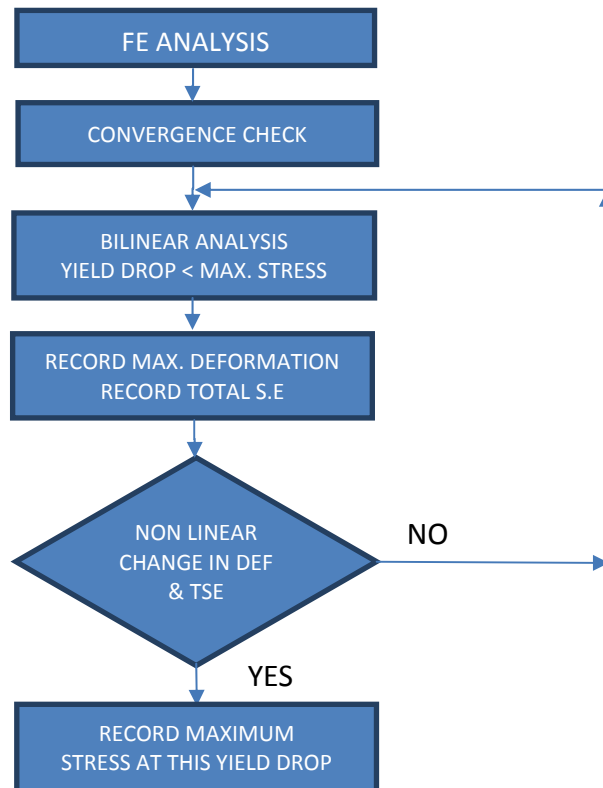 FE ANALYSIS
CONVERGENCE CHECK
BILINEAR ANALYSIS
YIELD DROP < MAX. STRESS
RECORD MAX. DEFORMATION
RECORD TOTAL S.E
NON LINEAR
CHANGE IN DEF
& TSE
NO
YES
RECORD MAXIMUM
STRESS AT THIS YIELD DROP